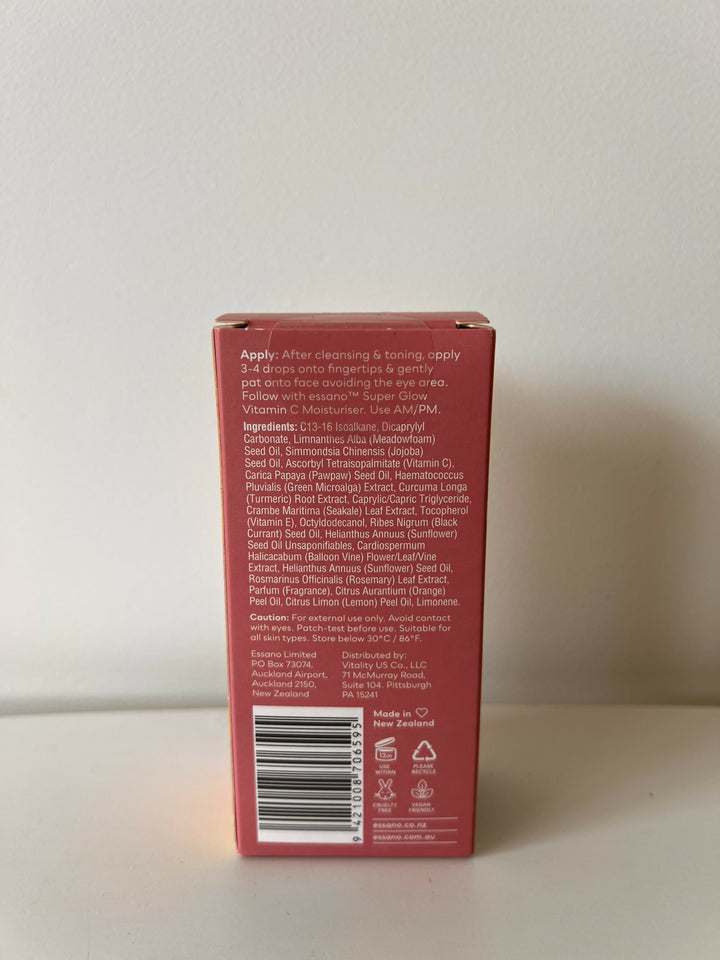 Apply: After cleansing & toning, apply
3-4 drops onto fingertips & gently
pat onto face avoiding the eye area.
Follow with essano™ Super Glow
Vitamin C Moisturiser. Use AM/PM.
Ingredients: C13-16 Isoalkane, Dicaprylyl
Carbonate, Limnanthes Alba (Meadowfoam)
Seed Oil, Simmondsia Chinensis (Jojoba)
Seed Oil, Ascorbyl Tetraisopalmitate (Vitamin C),
Carica Papaya (Pawpaw) Seed Oil, Haematococcus
Pluvialis (Green Microalga) Extract, Curcuma Longa
(Turmeric) Root Extract, Caprylic/Capric Triglyceride,
Crambe Maritima (Seakale) Leaf Extract, Tocopherol
(Vitamin E), Octyldodecanol, Ribes Nigrum (Black
Currant) Seed Oil, Helianthus Annuus (Sunflower)
Seed Oil Unsaponifiables, Cardiospermum
Halicacabum (Balloon Vine) Flower/Leaf/Vine
Extract, Helianthus Annuus (Sunflower) Seed Oil,
Rosmarinus Officinalis (Rosemary) Leaf Extract,
Parfum (Fragrance), Citrus Aurantium (Orange)
Peel Oil, Citrus Limon (Lemon) Peel Oil, Limonene.
Caution: For external use only. Avoid contact
with eyes. Patch-test before use. Suitable for
all skin types. Store below 30°C / 86°F.
Essano Limited
PO Box 73074,
Auckland Airport,
Auckland 2150,
New Zealand
Distributed by:
Vitality US Co., LLC
71 McMurray Road,
Suite 104. Pittsburgh
PA 15241
Made in
New Zealand
9 421008 706595
12m
USE
WITHIN
PLEASE
RECYCLE
CRUELTY
FREE
VEGAN
FRIENDLY
essano.co.nz
essano.com.au